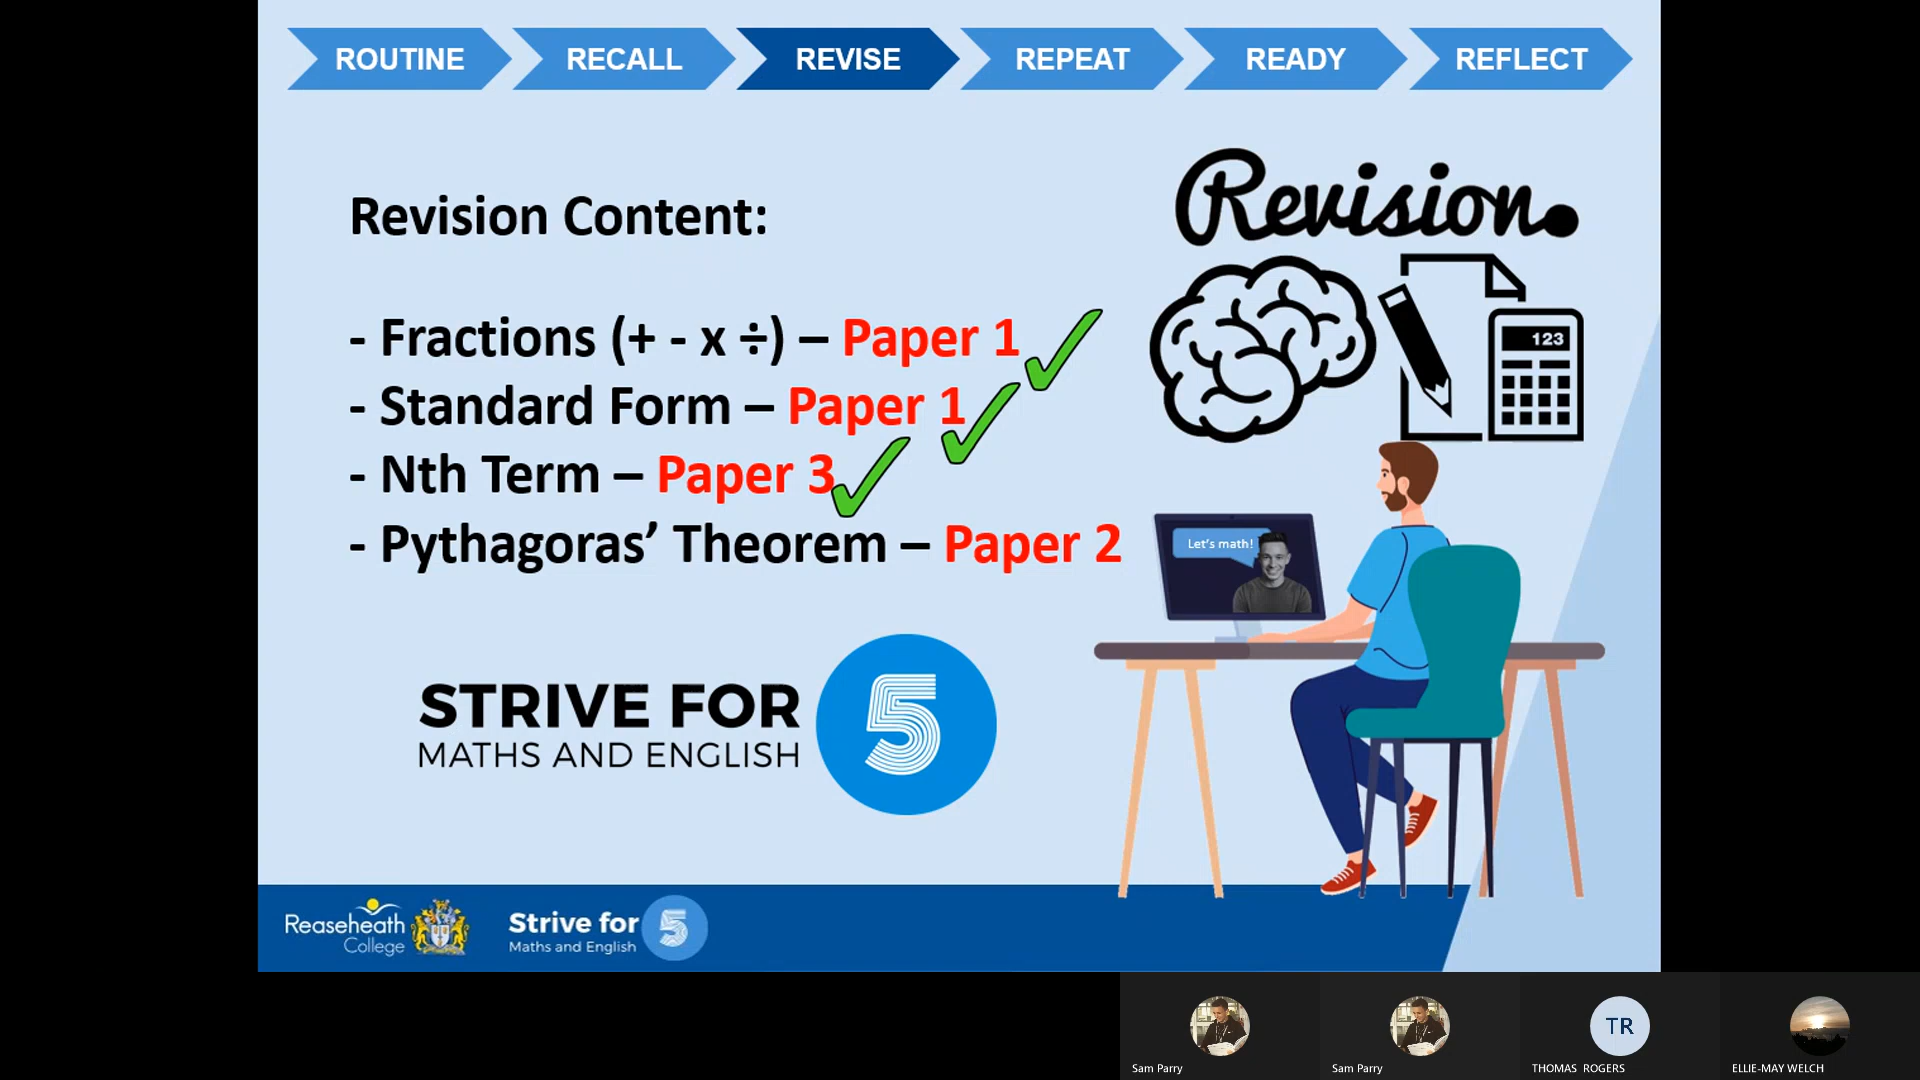 ROUTINE
RECALL
REVISE
REPEAT
READY
REFLECT
Revision.
Revision Content:
- Fractions (+ - x ÷) – Paper 1
- Standard Form – Paper 1
- Nth Term – Paper 3
- Pythagoras’ Theorem – Paper 2
123
Let's math!
STRIVE FOR
MATHS AND ENGLISH
5
Reaseheath
College
Strive for
Maths and English
5
TR
Sam Parry
Sam Parry
THOMAS ROGERS
ELLIE-MAY WELCH